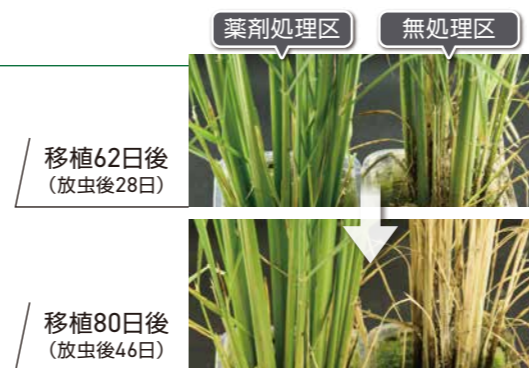 薬剤処理区
無処理区
移植62日後
（放虫後28日）
移植80日後
（放虫後46日）